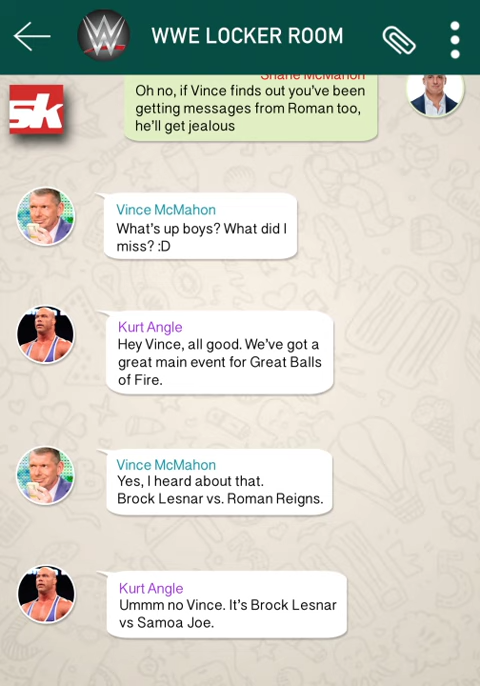 WWE LOCKER ROOM
Shane McMahon
Oh no, if Vince finds out you've been
getting messages from Roman too,
he'll get jealous
sk
Vince McMahon
What's up boys? What did I
miss? :D
Kurt Angle
Hey Vince, all good. We've got a
great main event for Great Balls
of Fire.
Vince McMahon
Yes, I heard about that.
Brock Lesnar vs. Roman Reigns.
Kurt Angle
Ummm no Vince. It's Brock Lesnar
vs Samoa Joe.